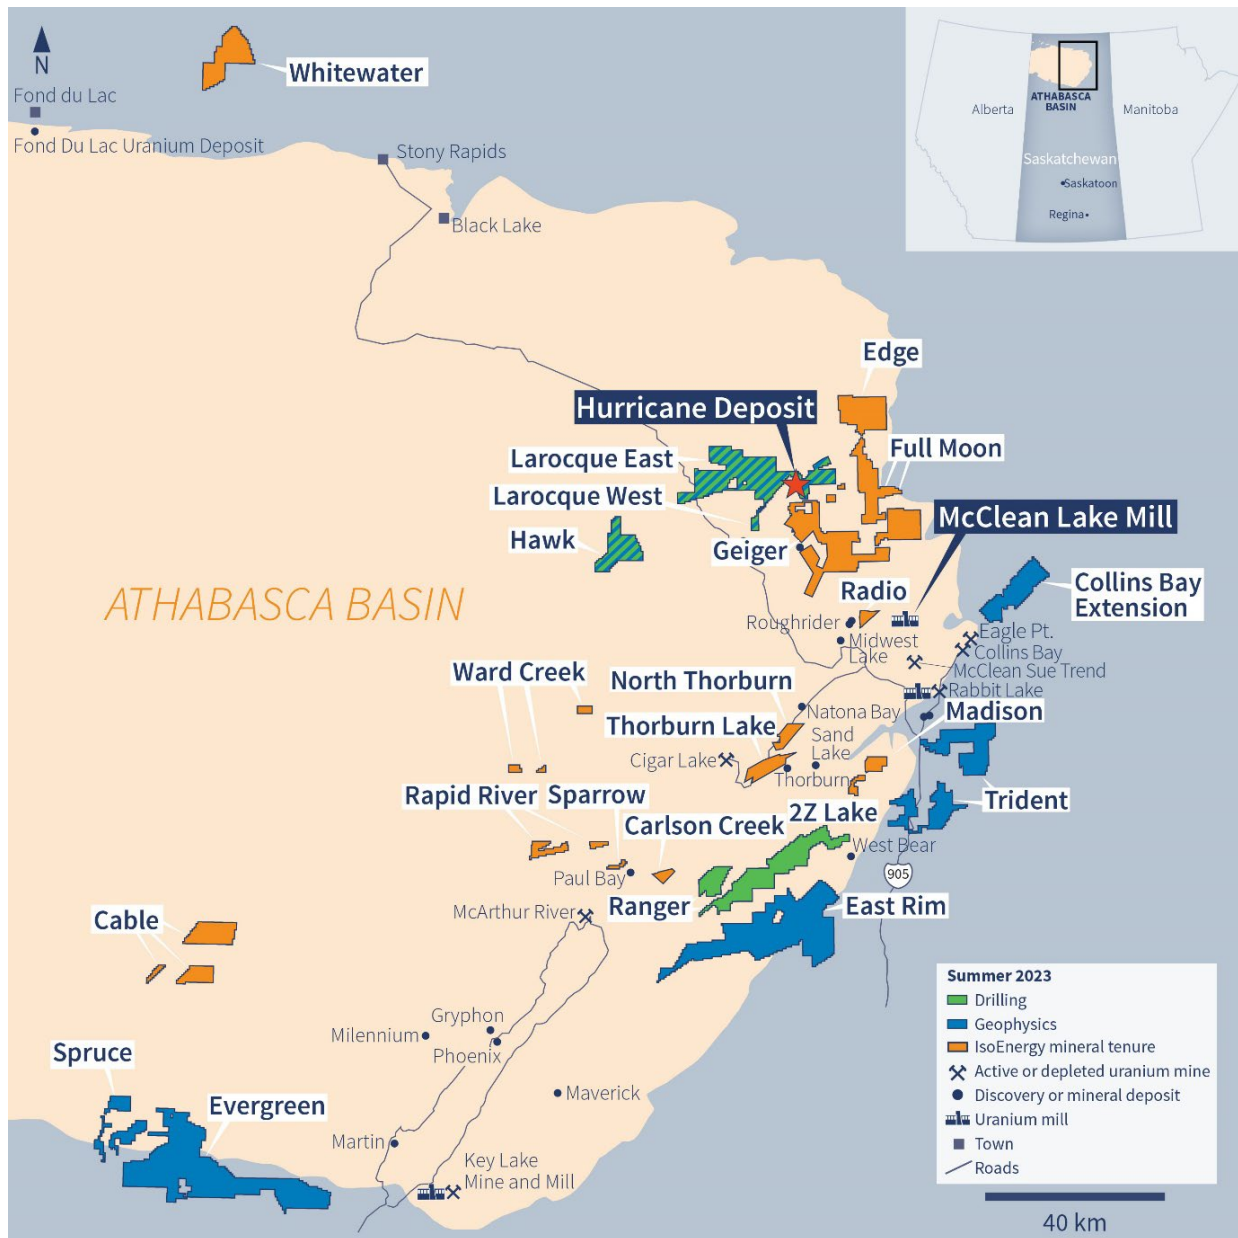 N
Whitewater
Fond du Lac
Fond Du Lac Uranium Deposit
Stony Rapids
Black Lake
Alberta
ATHABASCA
BASIN
Manitoba
Saskatchewan
Saskatoon
Regina
Edge
Hurricane Deposit
Full Moon
Larocque East
Larocque West
McClean Lake Mill
Hawk
Geiger
ATHABASCA BASIN
Collins Bay
Extension
Radio
Roughrider
Midwest
Lake
Eagle Pt.
Collins Bay
McClean Sue Trend
Rabbit Lake
Ward Creek
North Thorburn
Natona Bay
Madison
Thorburn Lake
Sand
Lake
Cigar Lake
Thorburn
Rapid River
Sparrow
Trident
Carlson Creek
2Z Lake
West Bear
Paul Bay
905
McArthur River
Ranger
East Rim
Cable
Gryphon
Milennium
Phoenix
Spruce
Evergreen
Maverick
Martin
Key Lake
Mine and Mill
Summer 2023
Drilling
Geophysics
IsoEnergy mineral tenure
Active or depleted uranium mine
Discovery or mineral deposit
Uranium mill
Town
Roads
40 km